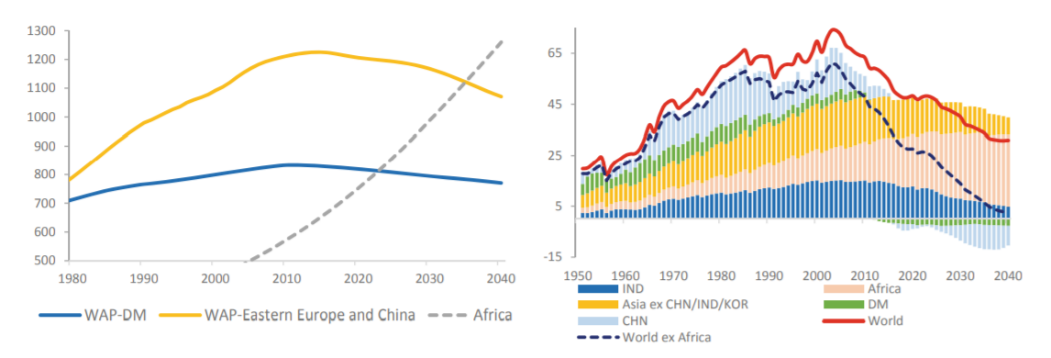 1300
1200
1100
1000
900
800
700
600
500
1980
1990
2000
2010
2020
2030
2040
WAP-DM
WAP-Eastern Europe and China
Africa
65
45
25
5
-15
1950 1960 1970 1980 1990 2000 2010 2020 2030 2040
IND
Africa
Asia ex CHN/IND/KOR
DM
CHN
World
World ex Africa